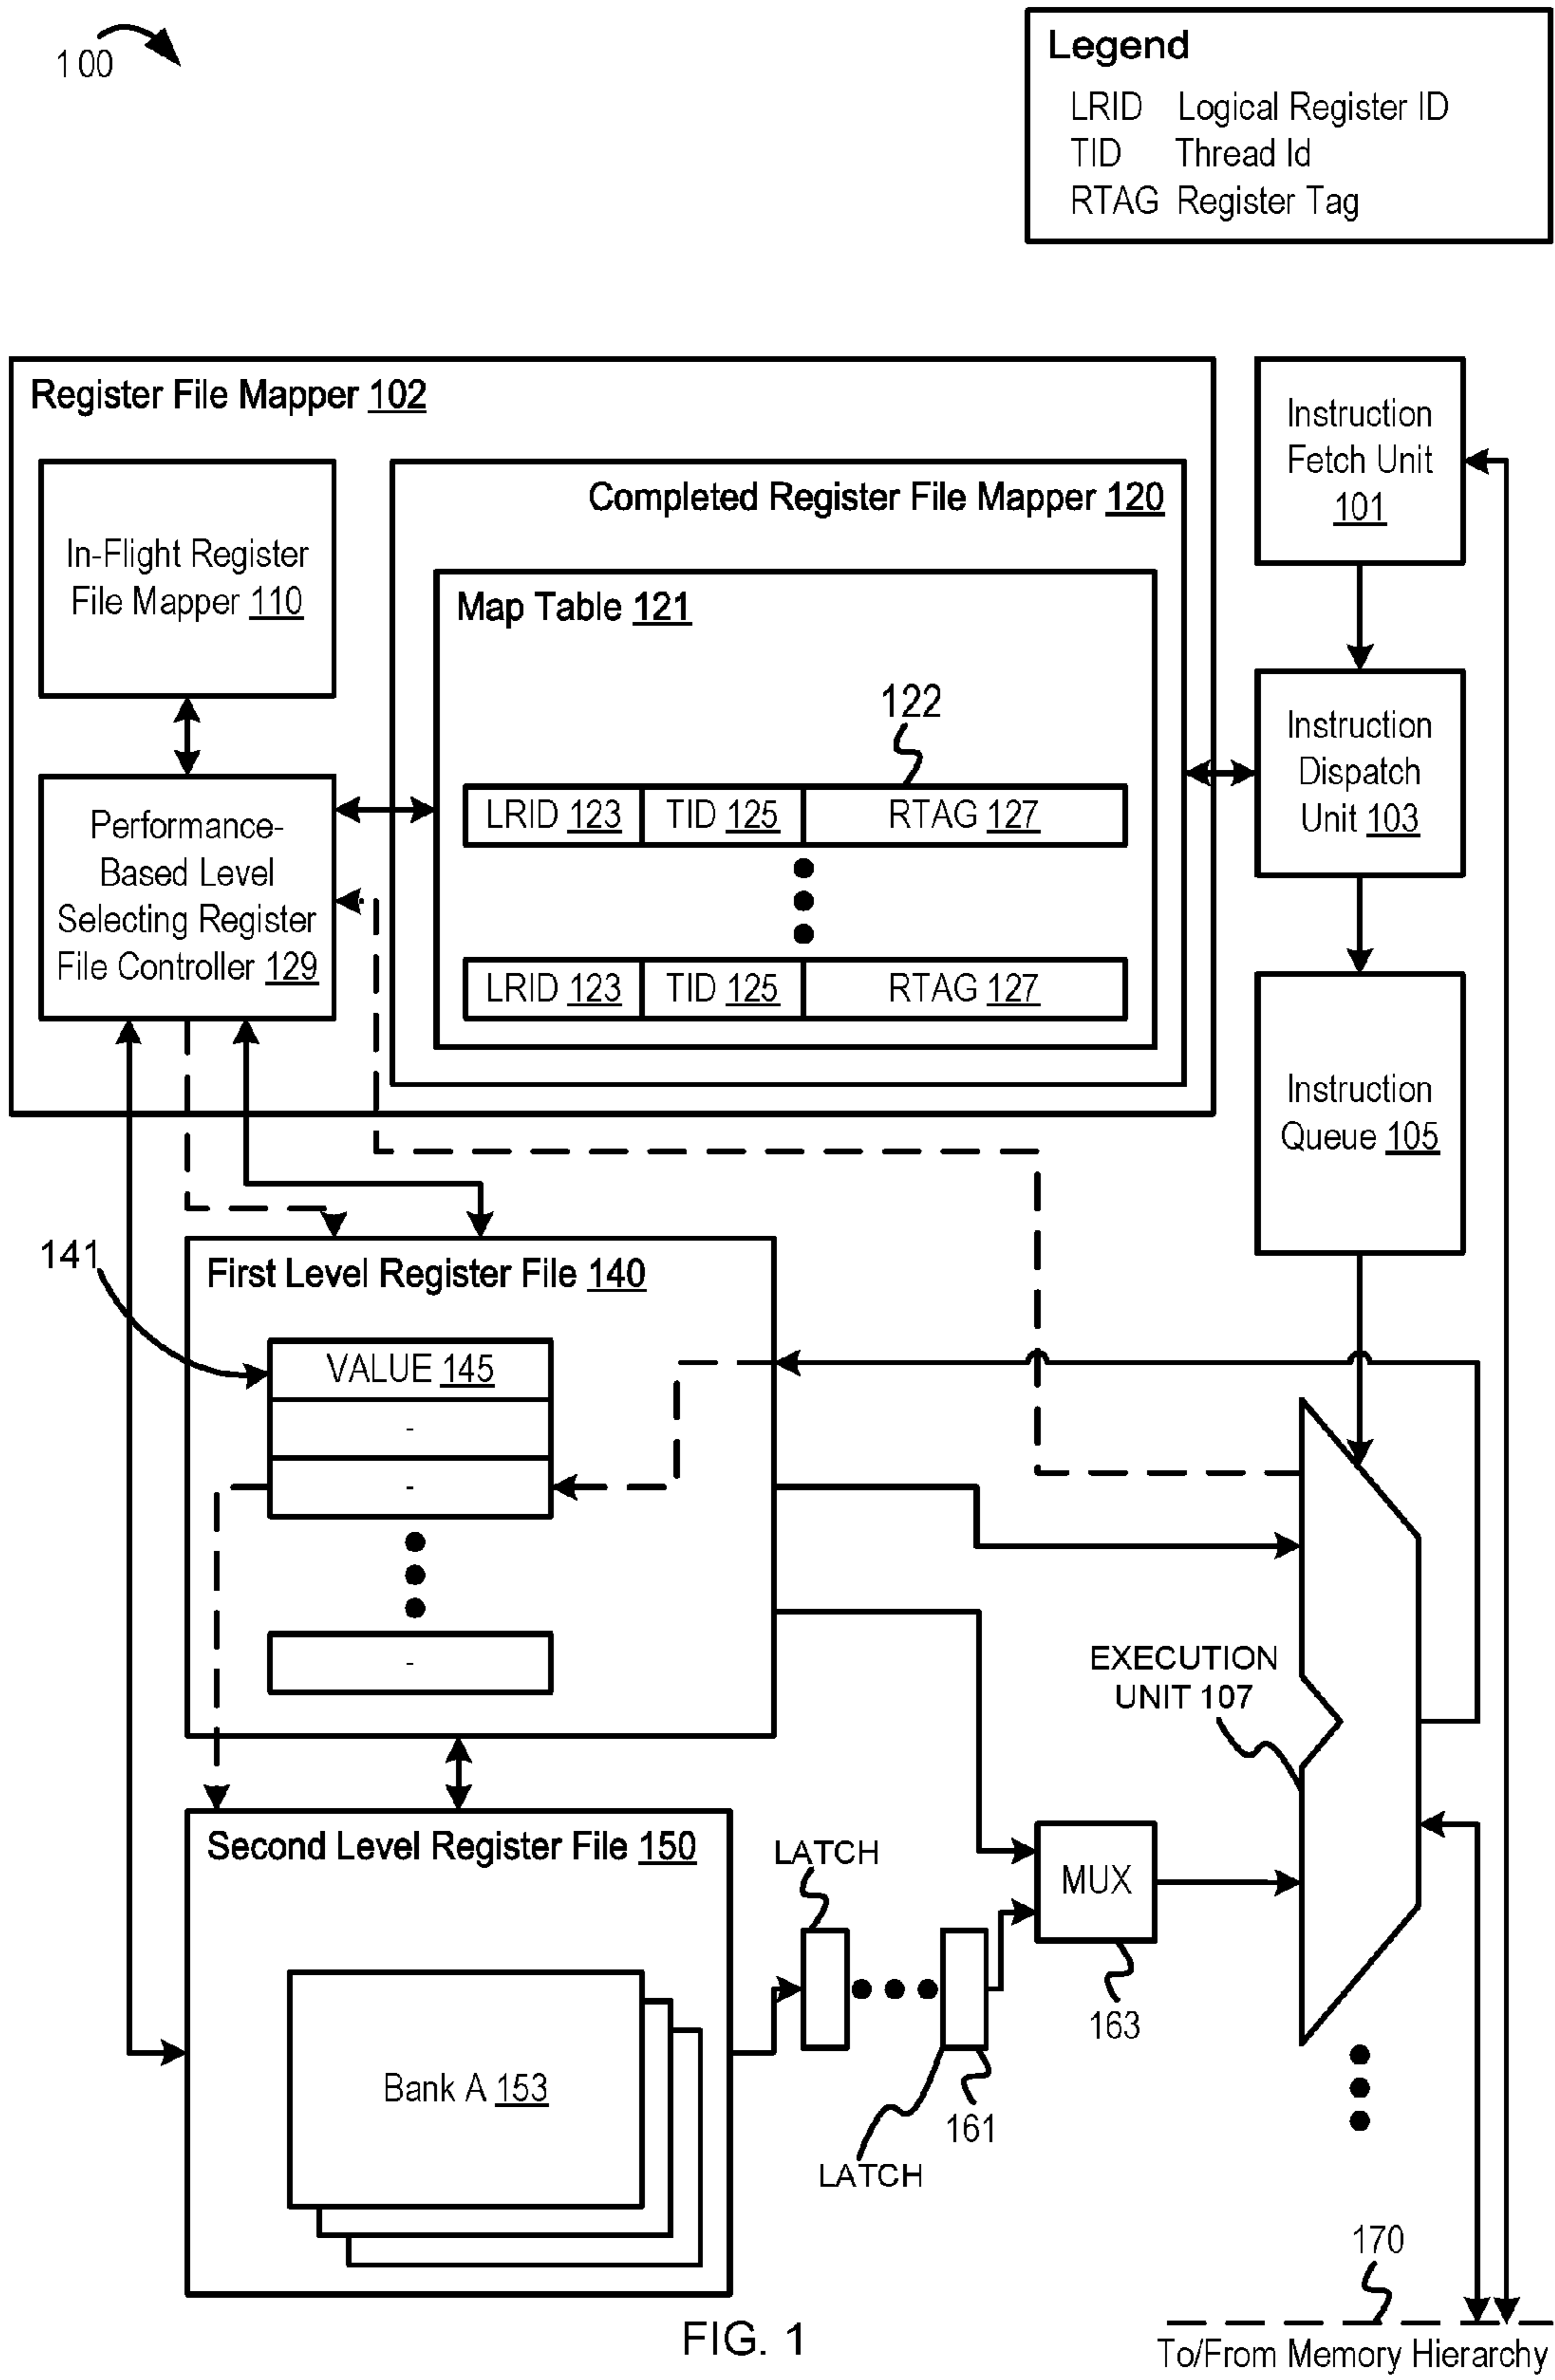 100
Legend
LRID Logical Register ID
TID Thread Id
RTAG Register Tag
Register File Mapper 102
In-Flight Register
File Mapper 110
Completed Register File Mapper 120
Map Table 121
122
LRID 123 TID 125 RTAG 127
LRID 123 TID 125 RTAG 127
Performance-
Based Level
Selecting Register
File Controller 129
Instruction
Fetch Unit
101
Instruction
Dispatch
Unit 103
Instruction
Queue 105
141
First Level Register File 140
VALUE 145
-
-
-
EXECUTION
UNIT 107
Second Level Register File 150
Bank A 153
LATCH
LATCH
161
MUX
163
170
To/From Memory Hierarchy
FIG. 1